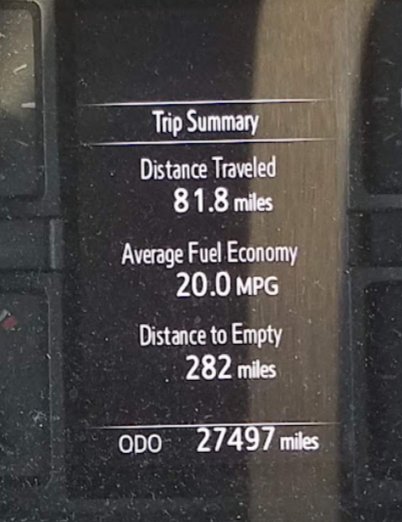 Trip Summary
Distance Traveled
81.8 miles
Average Fuel Economy
20.0 MPG
Distance to Empty
282 miles
ODO 27497 miles